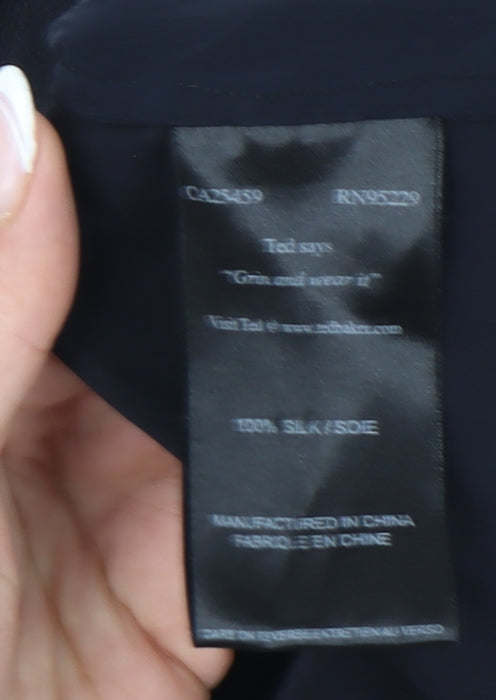 CA25459 RN95229
Ted says
"Grin and wear it"
Visit Ted @ www.tedbaker.com
100% SILK / SOIE
MANUFACTURED IN CHINA
FABRIQUE EN CHINE
CARE ON REVERSE/ENTRETIEN AU VERSO